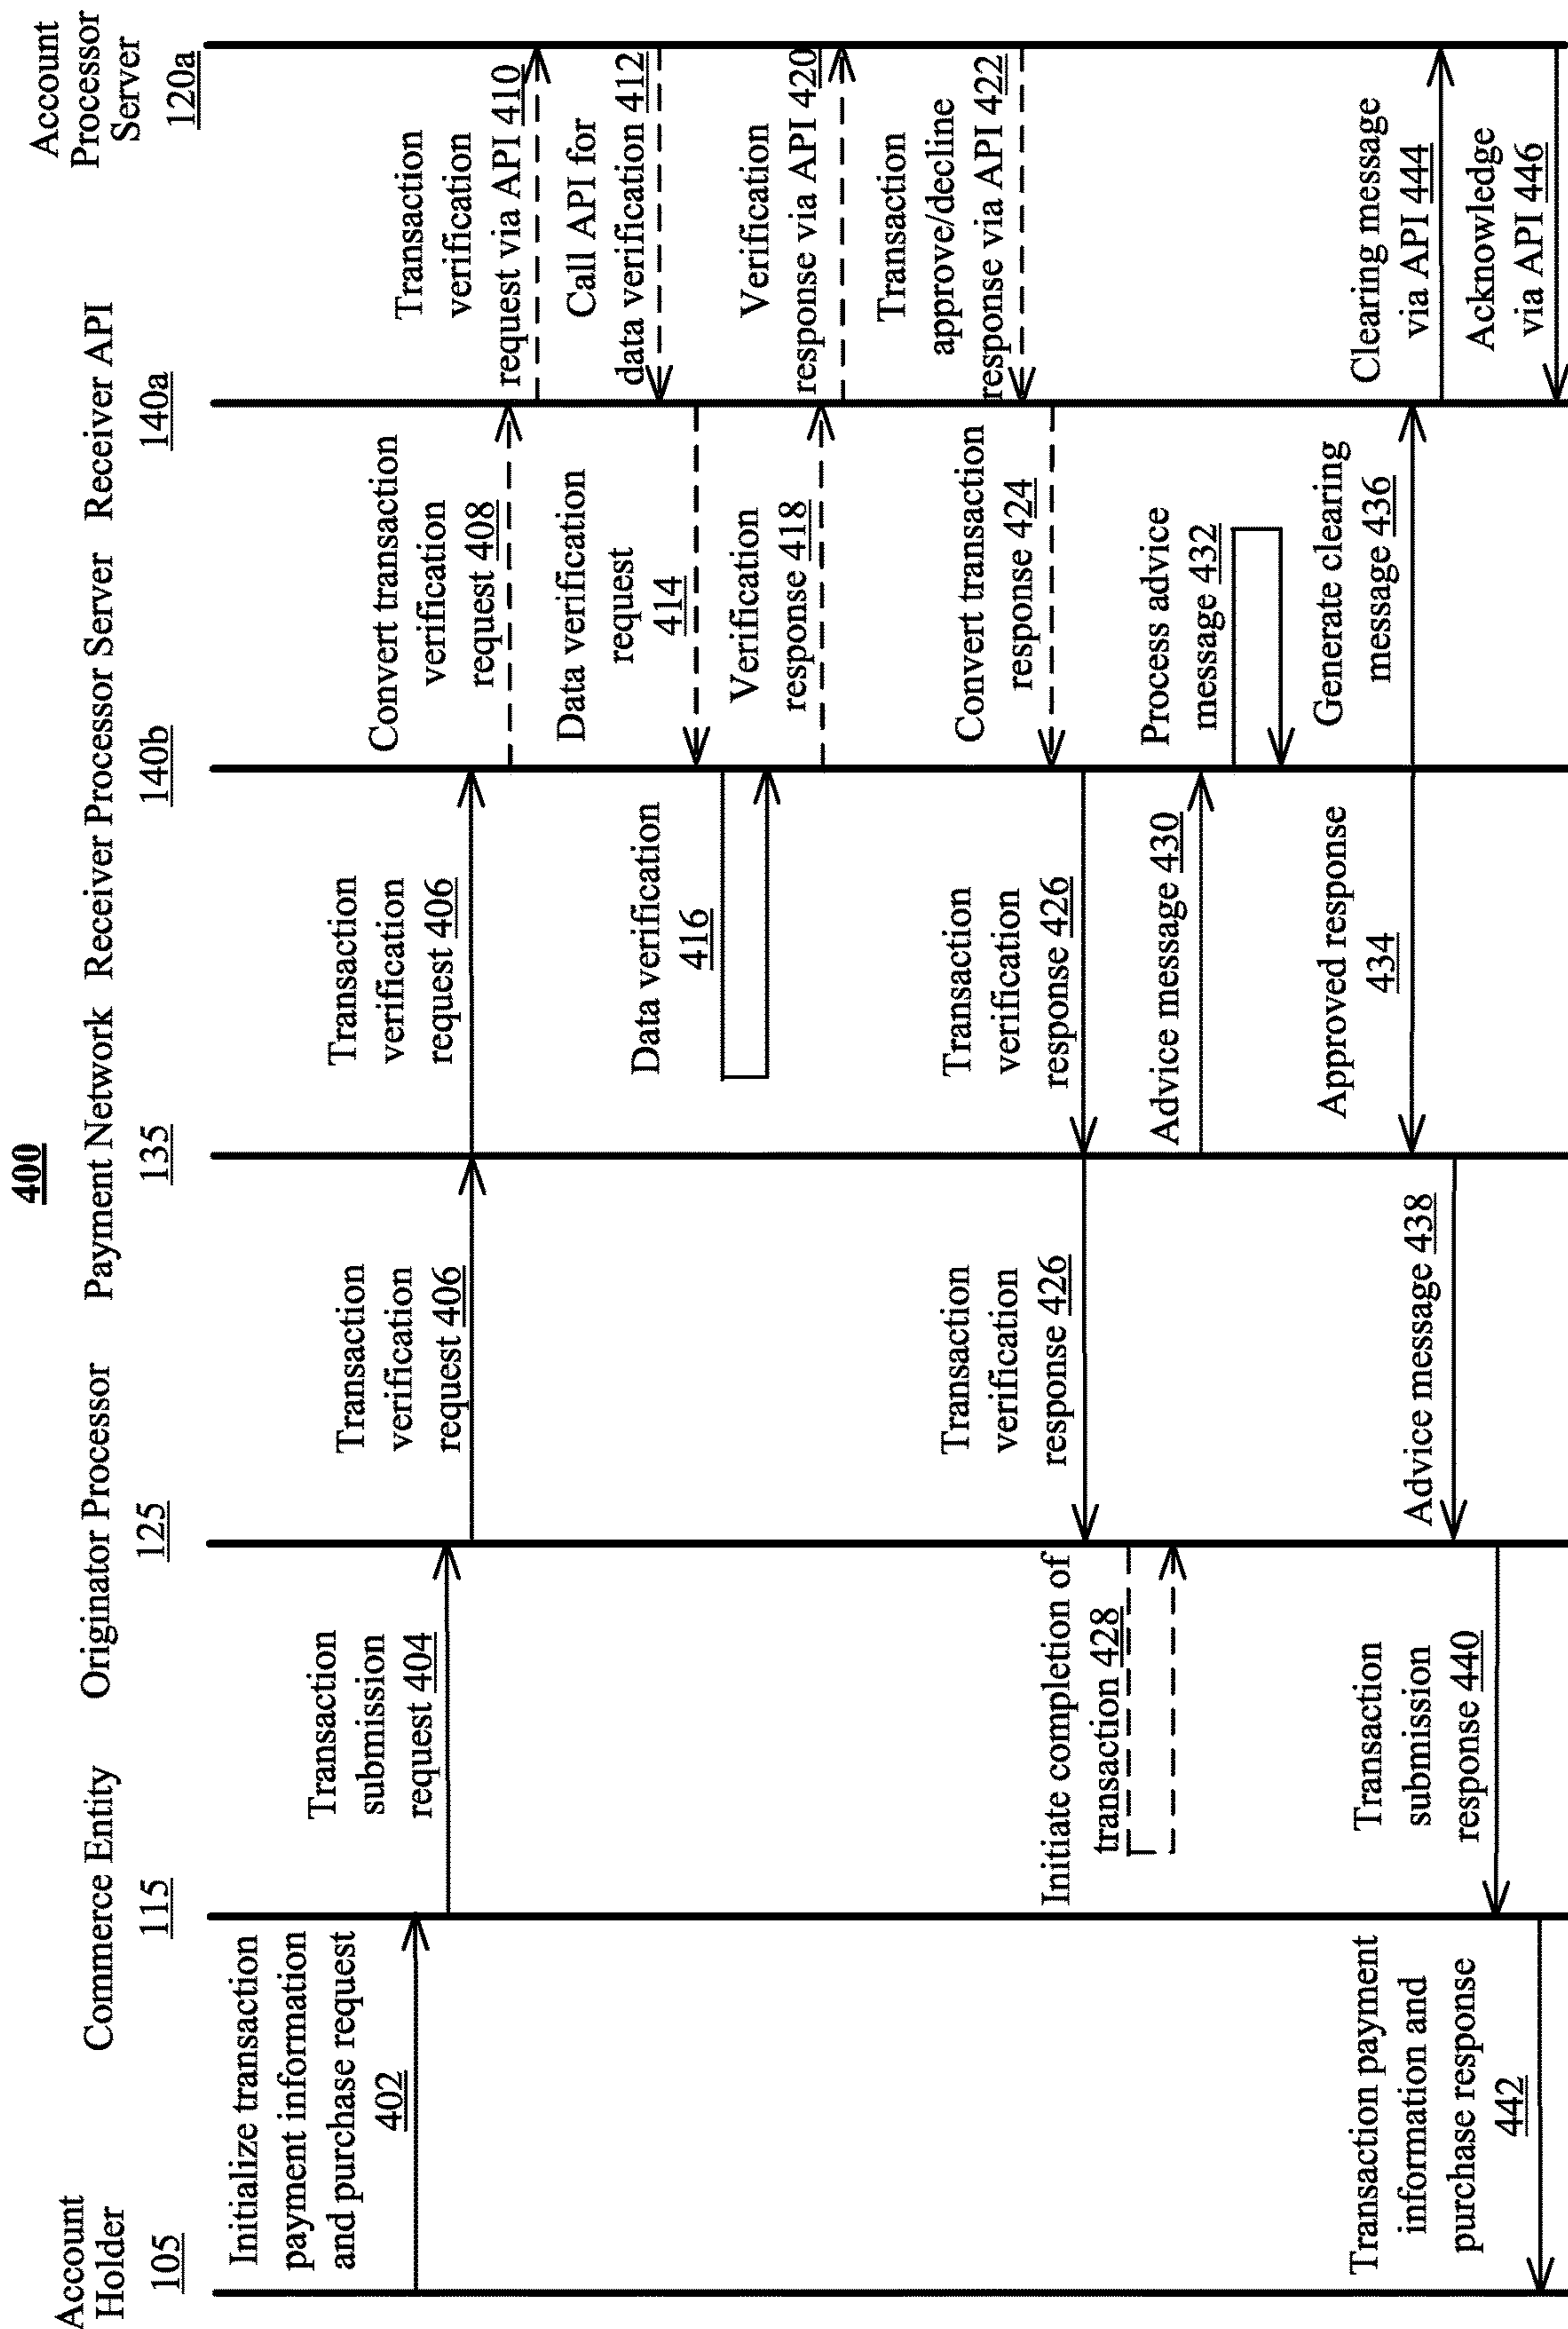 400
Account
Holder
105
Commerce Entity
115
Originator Processor
125
Payment Network
135
Receiver Processor Server
140b
Receiver API
140a
Account
Processor
Server
120a
Initialize transaction
payment information
and purchase request
402
Transaction
submission
request 404
Transaction
verification
request 406
Transaction
verification
request 406
Convert transaction
verification
request 408
Transaction
verification
request via API 410
Call API for
data verification 412
Data verification
request
414
Data verification
416
Verification
response 418
Verification
response via API 420
Transaction
approve/decline
response via API 422
Convert transaction
response 424
Transaction
verification
response 426
Transaction
verification
response 426
Initiate completion of
transaction 428
Advice message 430
Process advice
message 432
Approved response
434
Generate clearing
message 436
Advice message 438
Transaction
submission
response 440
Transaction payment
information and
purchase response
442
Clearing message
via API 444
Acknowledge
via API 446